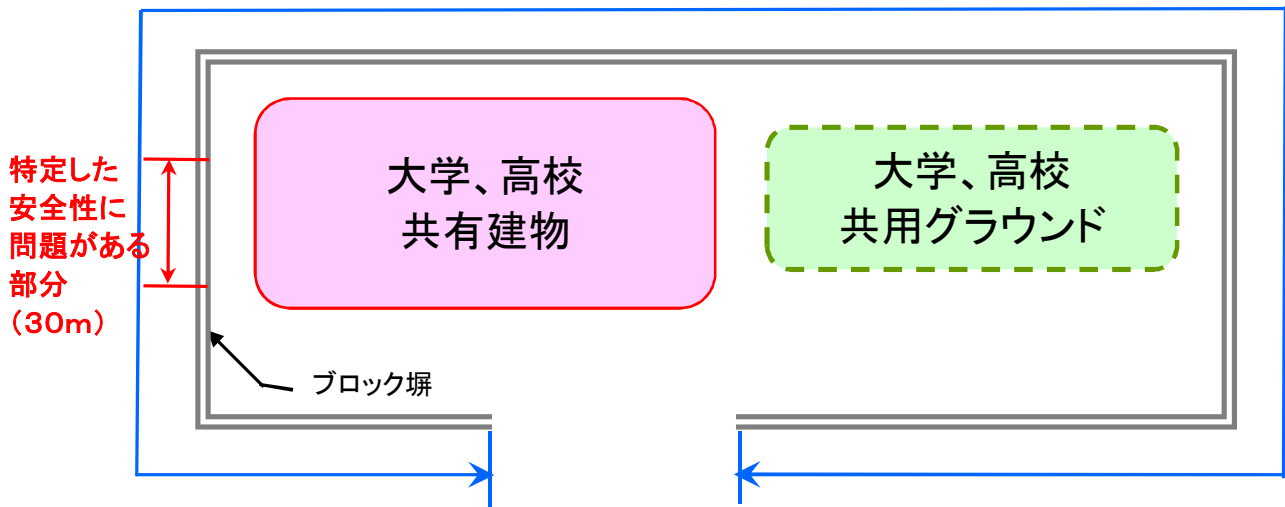 特定した
安全性に
問題がある
部分
（30m）
大学、高校
共有建物
大学、高校
共用グラウンド
ブロック塀